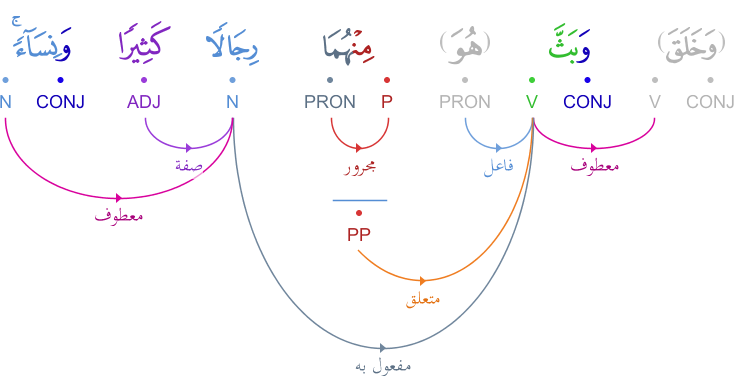 (وَخَلَقَ) وَبَثَّ (هُوَ) مِنْهُمَا رِجَالًا كَثِيرًا وَنِسَآءً ۚ
N CONJ ADJ N PRON P PRON V CONJ V CONJ
صفة مجرور فاعل معطوف
معطوف
PP
متعلق
مفعول به